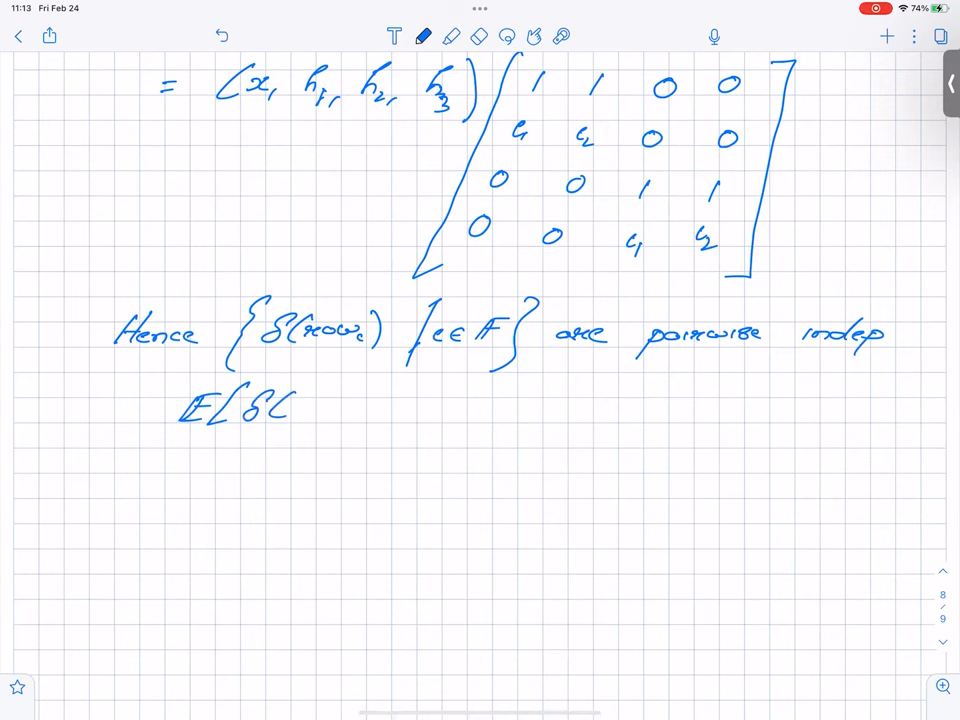 11:13 Fri Feb 24
74%
= (x, h1, h2, h3) [ 1 1 0 0
c1 c2 0 0
0 0 1 1
0 0 c1 c2 ]
Hence { δ(row_c) | c ∈ F } are pairwise indep
E[ δ(
8
/
9